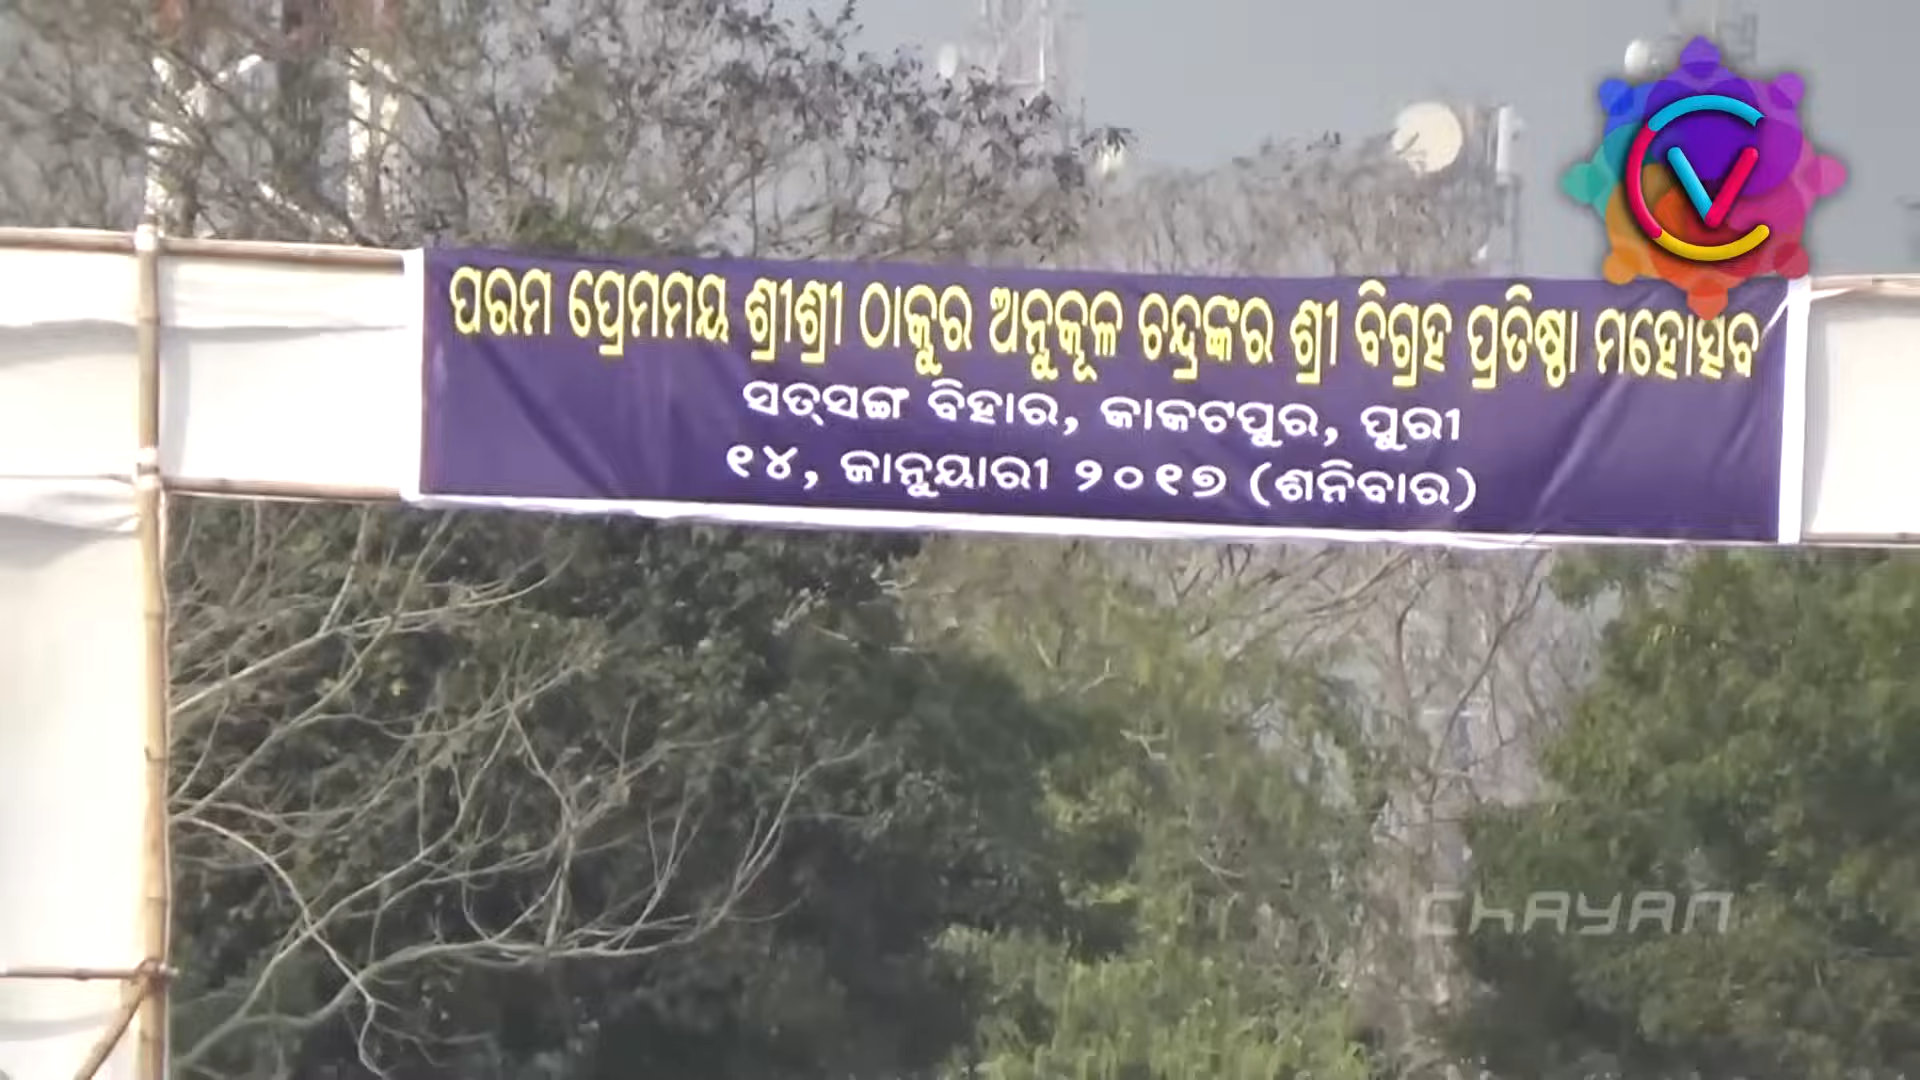 ପରମ ପ୍ରେମମୟ ଶ୍ରୀଶ୍ରୀ ଠାକୁର ଅନୁକୂଳ ଚନ୍ଦ୍ରଙ୍କର ଶ୍ରୀ ବିଗ୍ରହ ପ୍ରତିଷ୍ଠା ମହୋତ୍ସବ
ସତ୍‌ସଙ୍ଗ ବିହାର, କାକଟପୁର, ପୁରୀ
୧୪, ଜାନୁୟାରୀ ୨୦୧୭ (ଶନିବାର)
CHAYAN